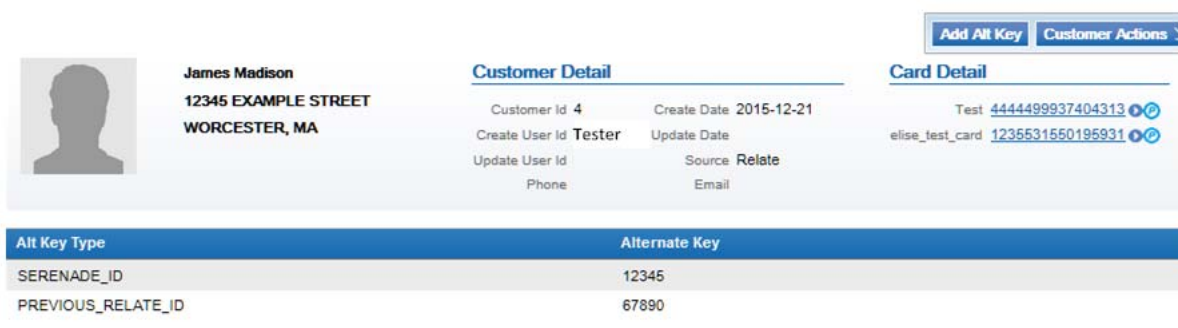 Add Alt Key Customer Actions
James Madison
12345 EXAMPLE STREET
WORCESTER, MA
Customer Detail
Customer Id 4 Create Date 2015-12-21
Create User Id Tester Update Date
Update User Id Source Relate
Phone Email
Card Detail
Test 4444499937404313
elise_test_card 1235531550195931
Alt Key Type Alternate Key
SERENADE_ID 12345
PREVIOUS_RELATE_ID 67890